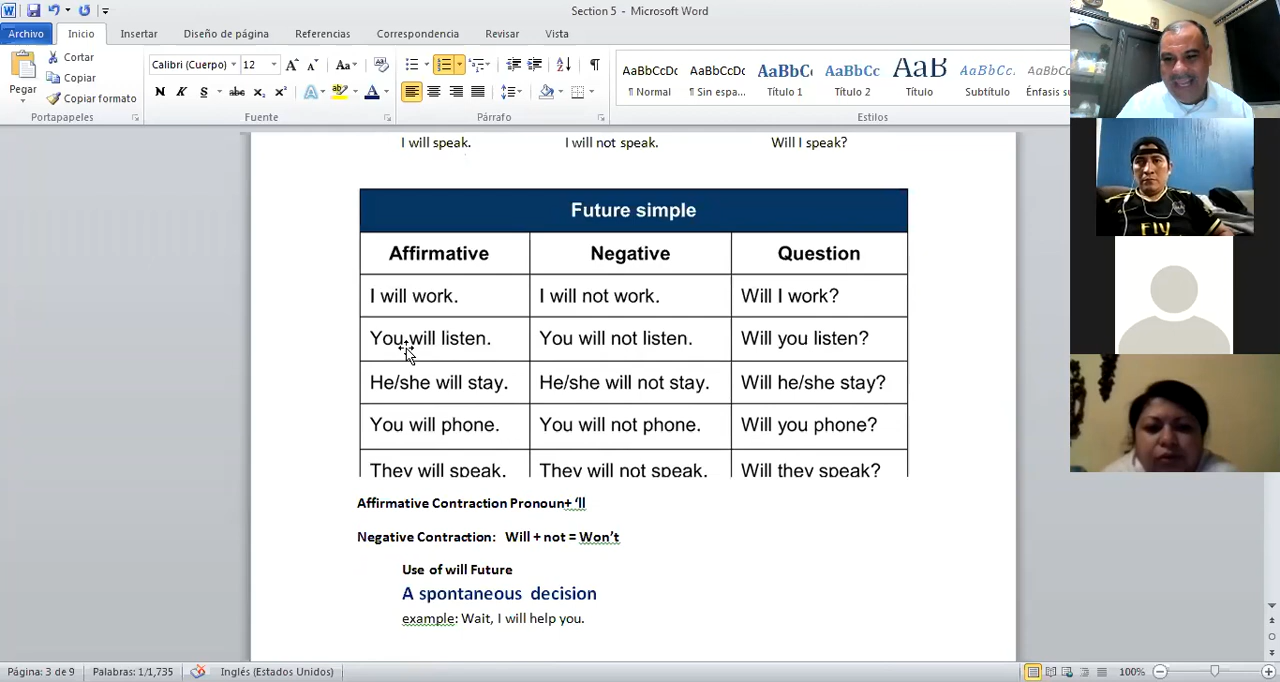 Section 5 - Microsoft Word
Archivo Inicio Insertar Diseño de página Referencias Correspondencia Revisar Vista
Pegar
Cortar
Copiar
Copiar formato
Portapapeles
Calibri (Cuerpo) 12
Fuente
Párrafo
AaBbCcDc AaBbCcDc AaBbC AaBbCc AaB AaBbCc. AaBbCcDc
¶ Normal ¶ Sin espa... Título 1 Título 2 Título Subtítulo Énfasis su
Estilos
I will speak. I will not speak. Will I speak?
Future simple
Affirmative Negative Question
I will work. I will not work. Will I work?
You will listen. You will not listen. Will you listen?
He/she will stay. He/she will not stay. Will he/she stay?
You will phone. You will not phone. Will you phone?
They will speak. They will not speak. Will they speak?
Affirmative Contraction Pronoun+ ‘ll
Negative Contraction: Will + not = Won’t
Use of will Future
A spontaneous decision
example: Wait, I will help you.
Página: 3 de 9 Palabras: 1/1,735 Inglés (Estados Unidos) 100%